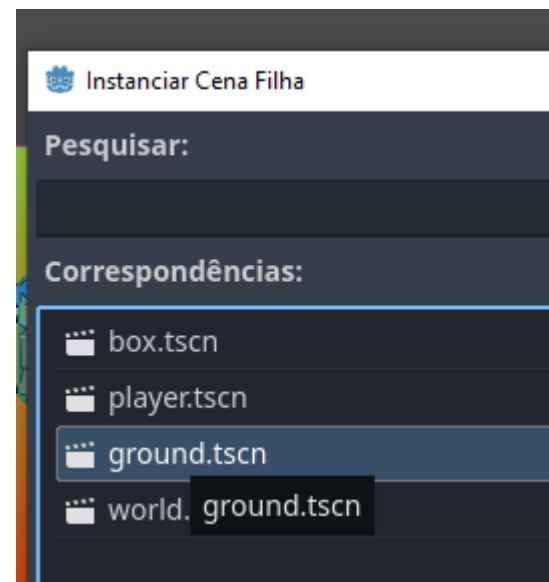 Instanciar Cena Filha
Pesquisar:
Correspondências:
box.tscn
player.tscn
ground.tscn
world.
ground.tscn